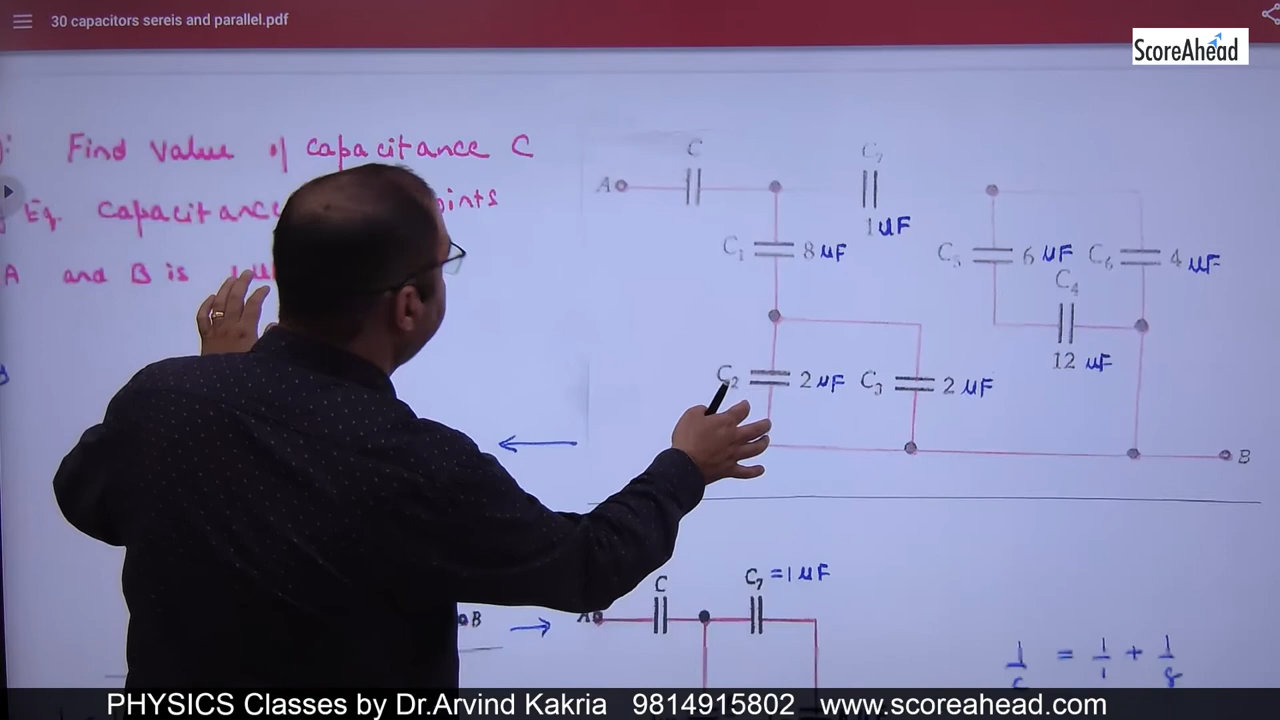 30 capacitors sereis and parallel.pdf
ScoreAhead
Find value of capacitance C
Eq. capacitance
A and B is
A C C7 1 μF
C1 8 μF
C5 6 μF C6 4 μF
C4 12 μF
C2 2 μF C3 2 μF
B
C C7 = 1 μF
B A
1/C = 1/1 + 1/8
PHYSICS Classes by Dr.Arvind Kakria 9814915802 www.scoreahead.com